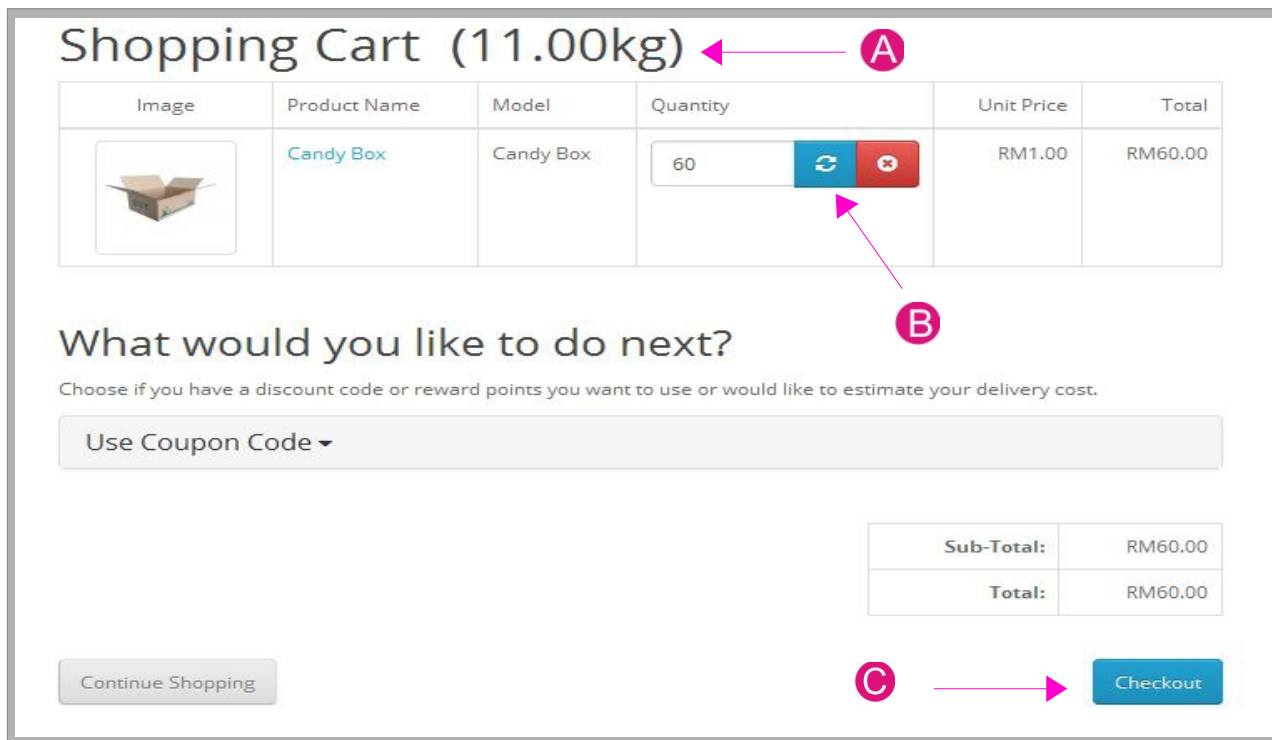 Shopping Cart (11.00kg)
A
Image Product Name Model Quantity Unit Price Total
Candy Box Candy Box 60 RM1.00 RM60.00
B
What would you like to do next?
Choose if you have a discount code or reward points you want to use or would like to estimate your delivery cost.
Use Coupon Code
Sub-Total: RM60.00
Total: RM60.00
Continue Shopping
C
Checkout